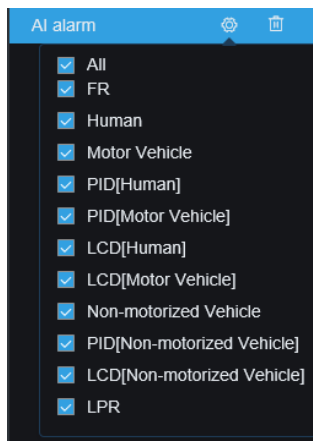 AI alarm
All
FR
Human
Motor Vehicle
PID[Human]
PID[Motor Vehicle]
LCD[Human]
LCD[Motor Vehicle]
Non-motorized Vehicle
PID[Non-motorized Vehicle]
LCD[Non-motorized Vehicle]
LPR